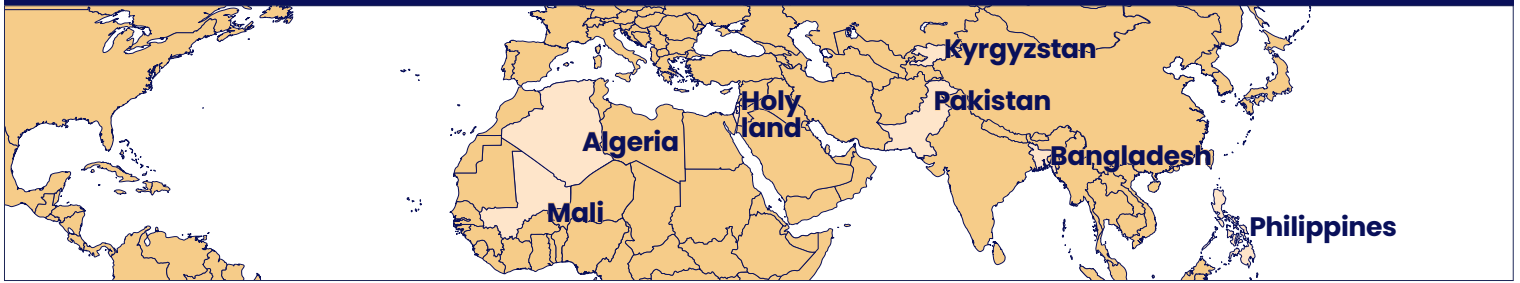 Kyrgyzstan
Holy
land
Pakistan
Algeria
Bangladesh
Mali
Philippines